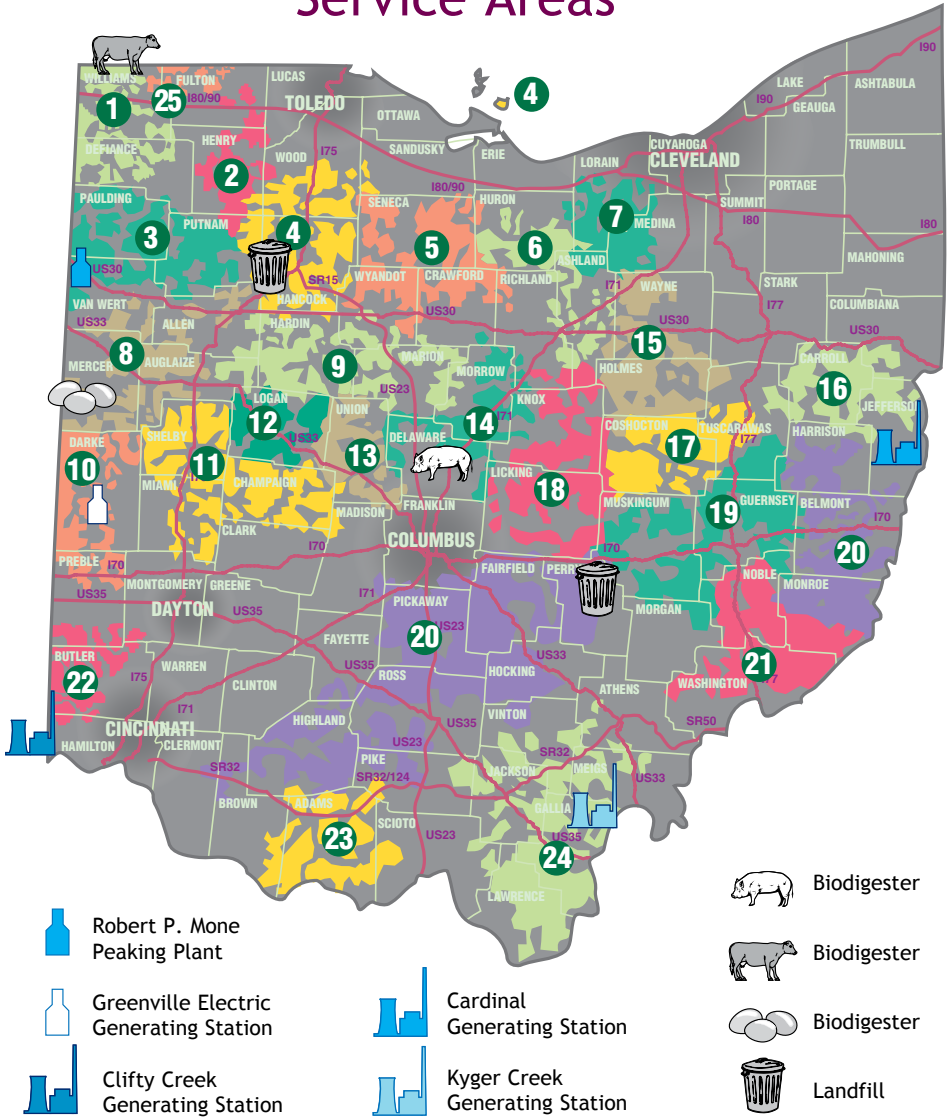 Service Areas
I90
WILLIAMS
FULTON
LUCAS
LAKE
ASHTABULA
1
25
I80/90
TOLEDO
4
I90
GEAUGA
OTTAWA
HENRY
DEFIANCE
WOOD
I75
SANDUSKY
ERIE
LORAIN
CUYAHOGA
CLEVELAND
TRUMBULL
2
I80/90
PORTAGE
PAULDING
SENECA
HURON
SUMMIT
PUTNAM
7
MEDINA
I80
I80
3
4
5
6
ASHLAND
MAHONING
US30
SR15
WYANDOT
CRAWFORD
RICHLAND
I71
WAYNE
STARK
VAN WERT
HANCOCK
US30
I77
COLUMBIANA
US33
ALLEN
HARDIN
US30
US30
8
15
MERCER
AUGLAIZE
9
MARION
MORROW
HOLMES
CARROLL
16
US23
LOGAN
UNION
KNOX
JEFFERSON
12
14
I71
COSHOCTON
TUSCARAWAS
HARRISON
DARKE
SHELBY
US33
DELAWARE
17
I77
10
11
13
LICKING
MIAMI
CHAMPAIGN
18
MUSKINGUM
GUERNSEY
BELMONT
MADISON
FRANKLIN
19
I70
CLARK
COLUMBUS
PREBLE
I70
I70
I70
20
FAIRFIELD
NOBLE
MONROE
US35
MONTGOMERY
GREENE
I71
PICKAWAY
DAYTON
US35
MORGAN
FAYETTE
20
US23
US33
BUTLER
WARREN
US35
ROSS
HOCKING
21
22
I75
CLINTON
ATHENS
WASHINGTON
I71
VINTON
CINCINNATI
HIGHLAND
US35
SR50
HAMILTON
CLERMONT
US23
SR32
SR32
PIKE
JACKSON
MEIGS
US33
SR32/124
BROWN
ADAMS
GALLIA
SCIOTO
23
US23
US35
24
LAWRENCE
Robert P. Mone
Peaking Plant
Greenville Electric
Generating Station
Clifty Creek
Generating Station
Cardinal
Generating Station
Kyger Creek
Generating Station
Biodigester
Biodigester
Biodigester
Landfill